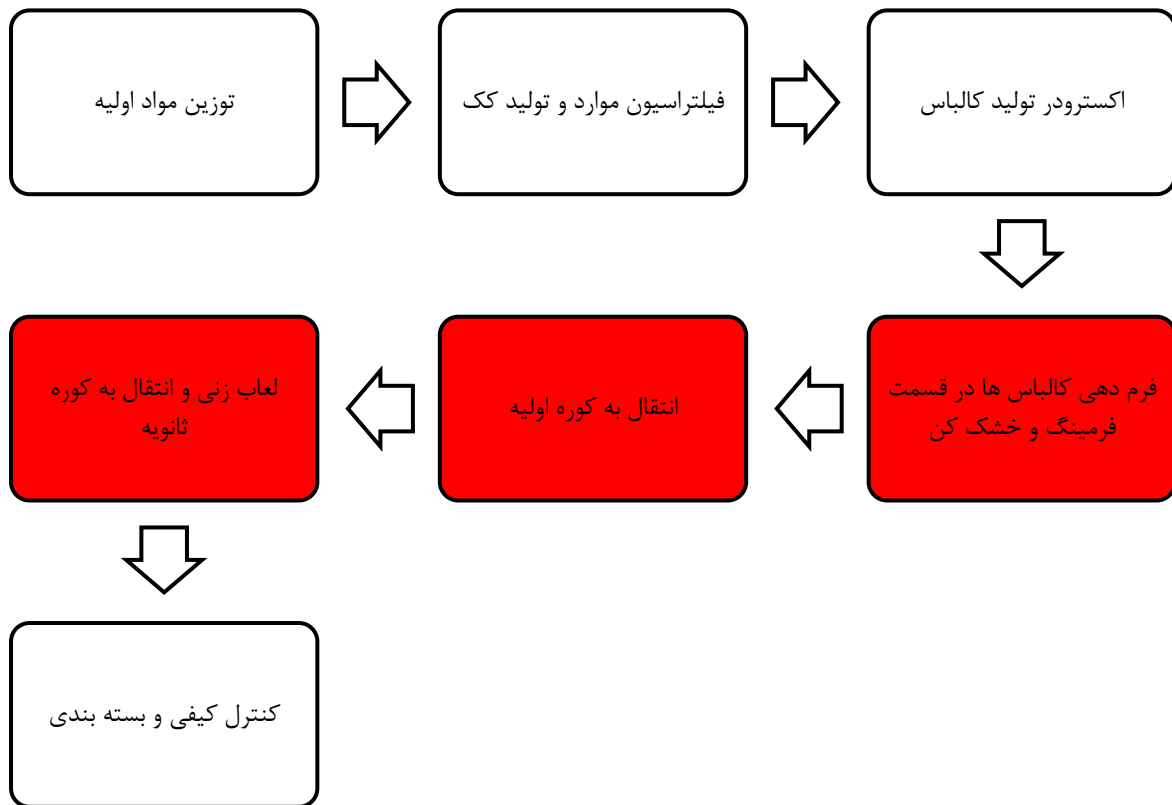 توزین مواد اولیه
فیلتراسیون موارد و تولید کک
اکسترودر تولید کالباس
فرم دهی کالباس ها در قسمت
فرمینگ و خشک کن
انتقال به کوره اولیه
لعاب زنی و انتقال به کوره
ثانویه
کنترل کیفی و بسته بندی